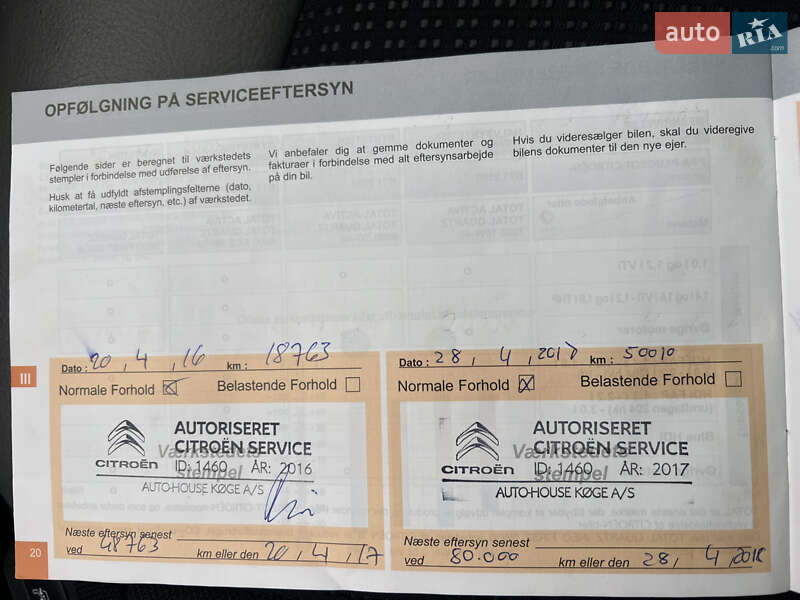 auto RIA .com
OPFØLGNING PÅ SERVICEEFTERSYN
Følgende sider er beregnet til værkstedets
stempler i forbindelse med udførelse af eftersyn.
Husk at få udfyldt afstemplingsfelterne (dato,
kilometertal, næste eftersyn, etc.) af værkstedet.
Vi anbefaler dig at gemme dokumenter og
fakturaer i forbindelse med alt eftersynsarbejde
på din bil.
Hvis du videresælger bilen, skal du videregive
bilens dokumenter til den nye ejer.
III
Dato : 20 , 4 , 16 km : 18763
Normale Forhold Belastende Forhold
AUTORISERET
CITROËN SERVICE
Værkstedets
stempel
CITROËN ID: 1460 ÅR: 2016
AUTO-HOUSE KØGE A/S
Næste eftersyn senest
ved 48763 km eller den 20 , 4 , 17
Dato : 28 , 4 , 2017 km : 50010
Normale Forhold Belastende Forhold
AUTORISERET
CITROËN SERVICE
Værkstedets
stempel
CITROËN ID: 1460 ÅR: 2017
AUTO-HOUSE KØGE A/S
Næste eftersyn senest
ved 80.000 km eller den 28 , 4 , 2018
20